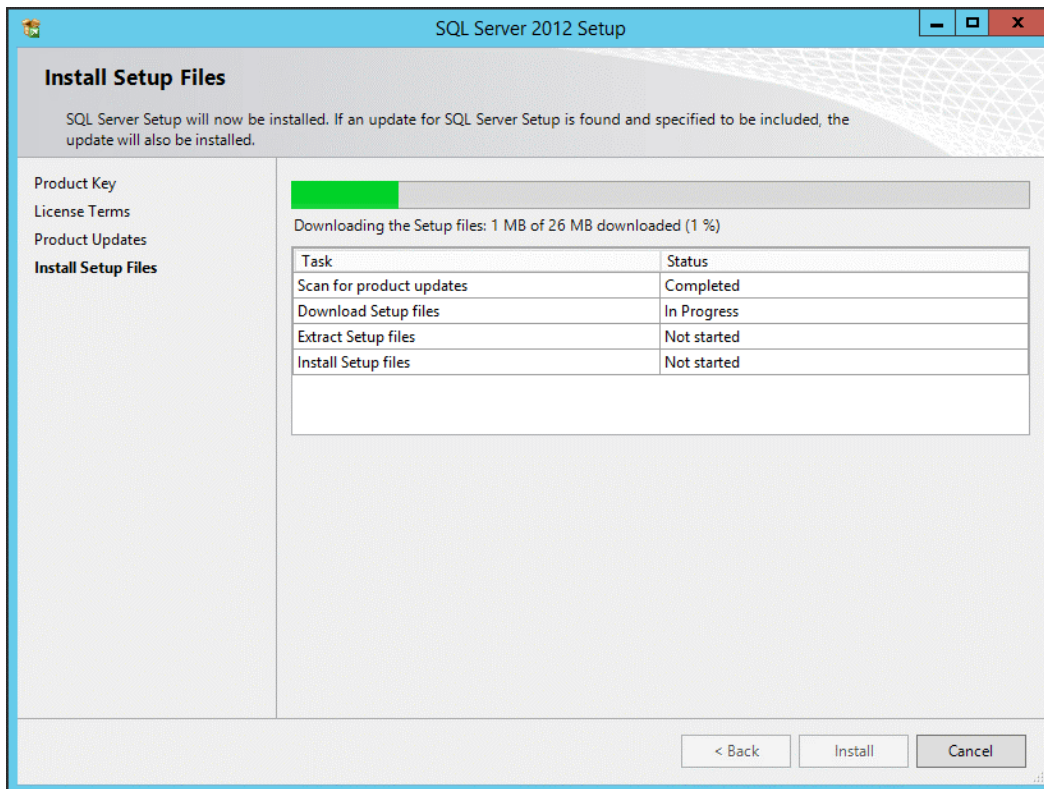 SQL Server 2012 Setup
Install Setup Files
SQL Server Setup will now be installed. If an update for SQL Server Setup is found and specified to be included, the
update will also be installed.
Product Key
License Terms
Product Updates
Install Setup Files
Downloading the Setup files: 1 MB of 26 MB downloaded (1 %)
Task Status
Scan for product updates Completed
Download Setup files In Progress
Extract Setup files Not started
Install Setup files Not started
< Back Install Cancel